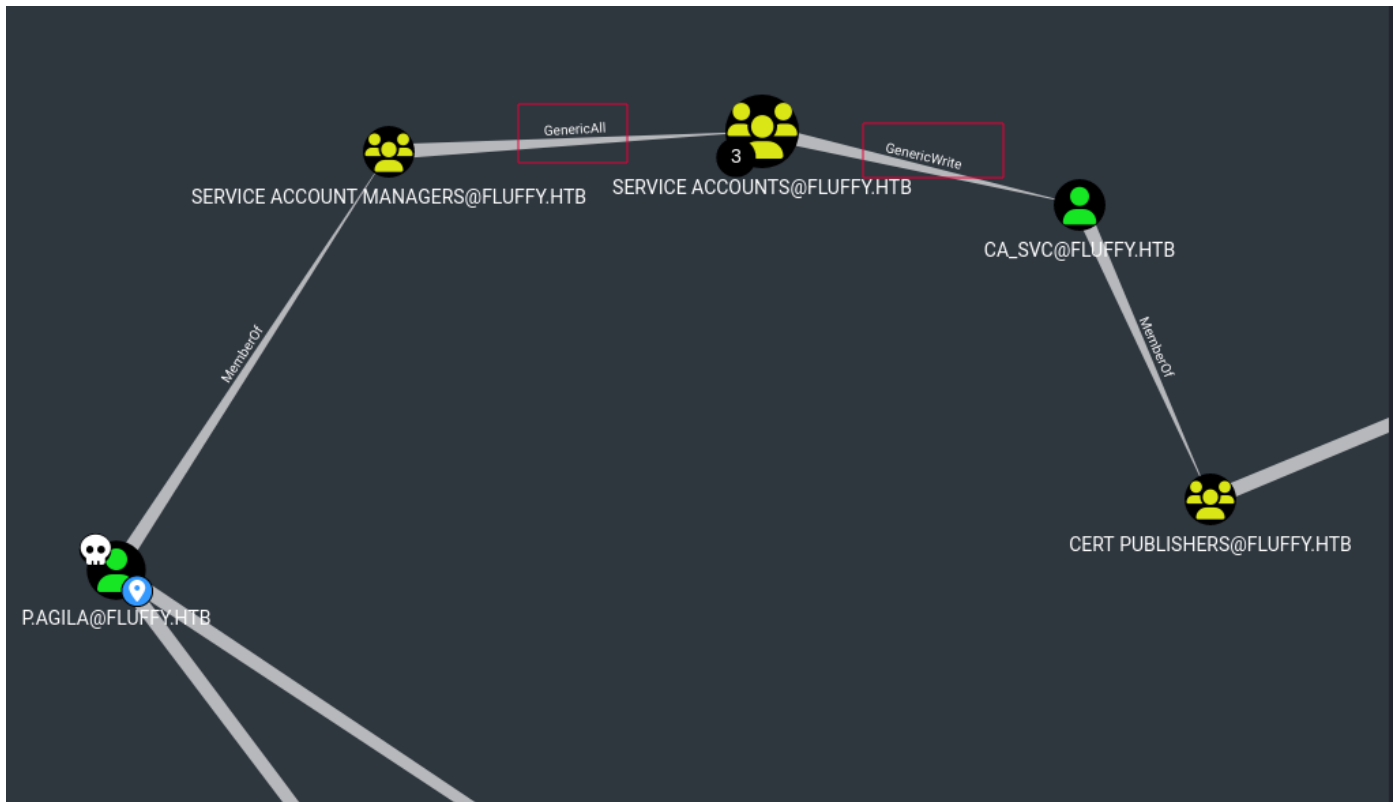 GenericAll
GenericWrite
3
SERVICE ACCOUNT MANAGERS@FLUFFY.HTB
SERVICE ACCOUNTS@FLUFFY.HTB
CA_SVC@FLUFFY.HTB
MemberOf
MemberOf
CERT PUBLISHERS@FLUFFY.HTB
P.AGILA@FLUFFY.HTB